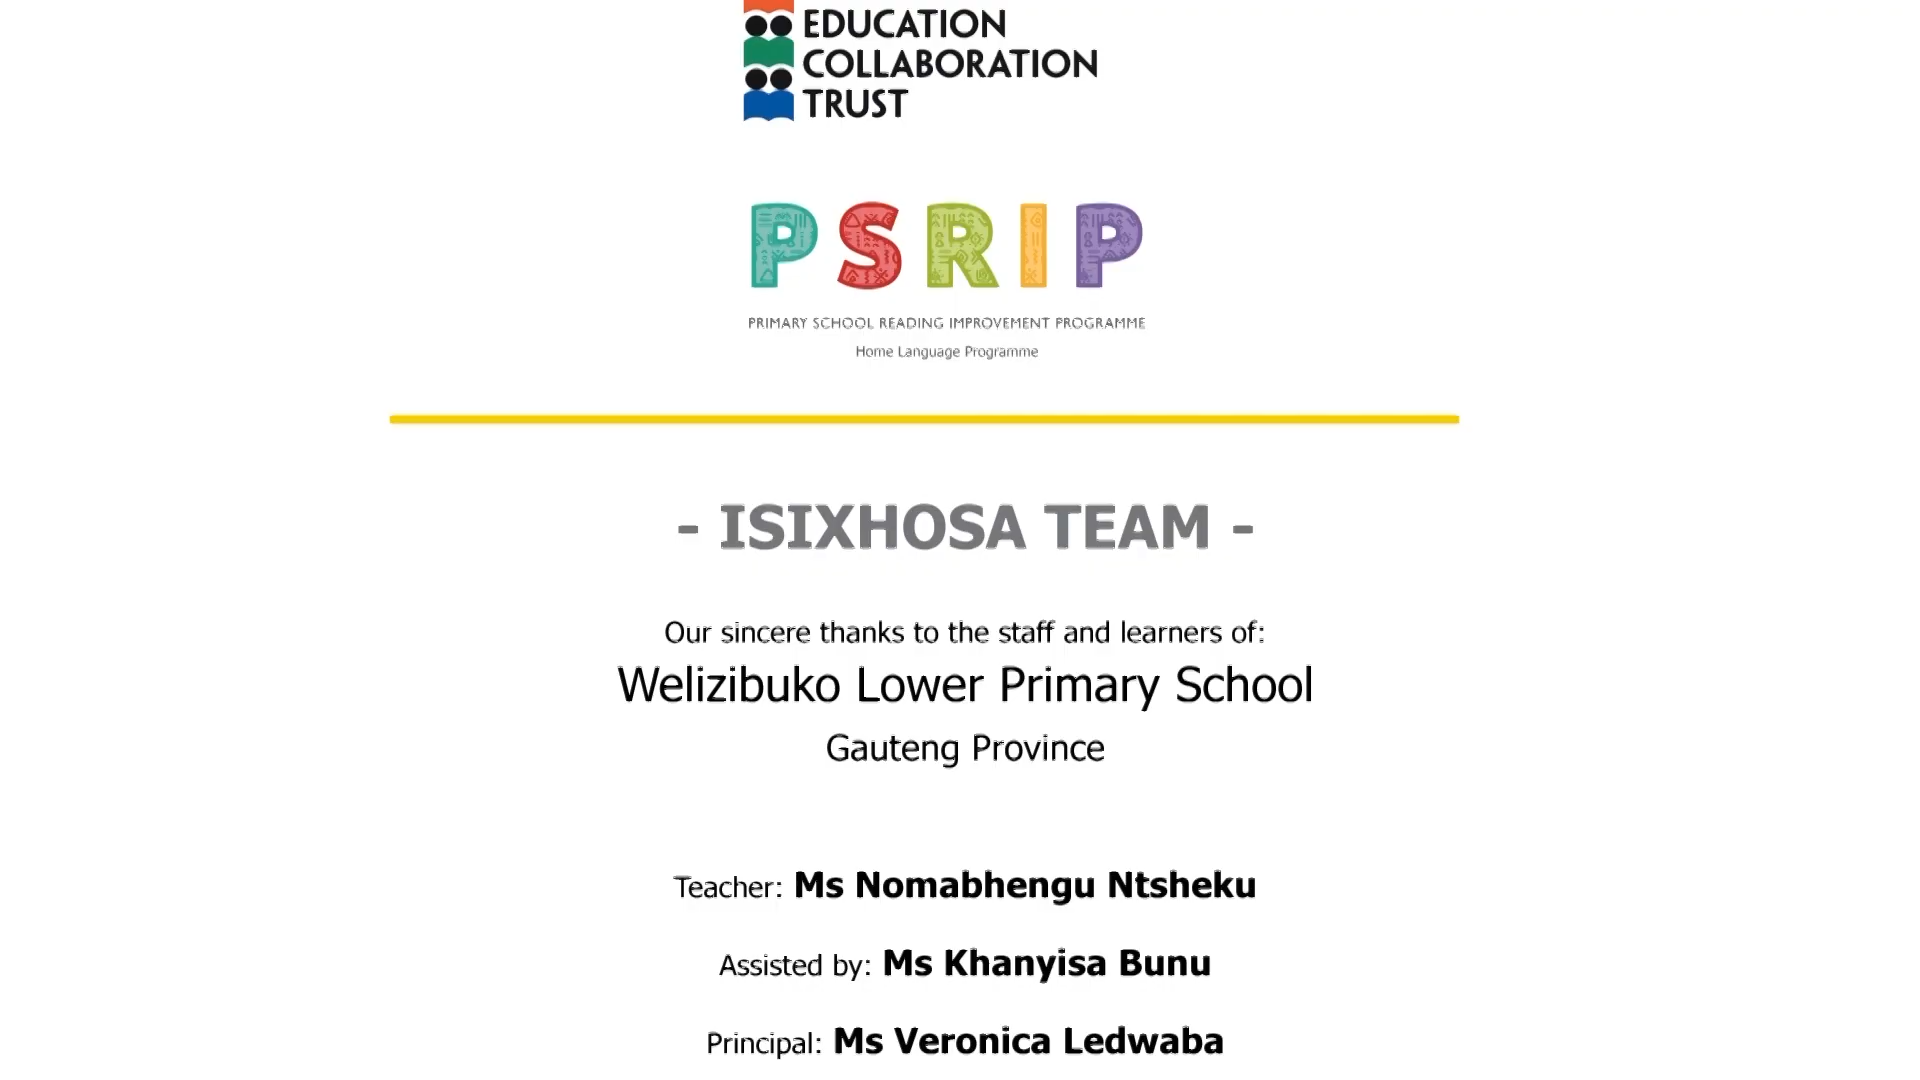 EDUCATION
COLLABORATION
TRUST
PSRIP
PRIMARY SCHOOL READING IMPROVEMENT PROGRAMME
Home Language Programme
- ISIXHOSA TEAM -
Our sincere thanks to the staff and learners of:
Welizibuko Lower Primary School
Gauteng Province
Teacher: Ms Nomabhengu Ntsheku
Assisted by: Ms Khanyisa Bunu
Principal: Ms Veronica Ledwaba